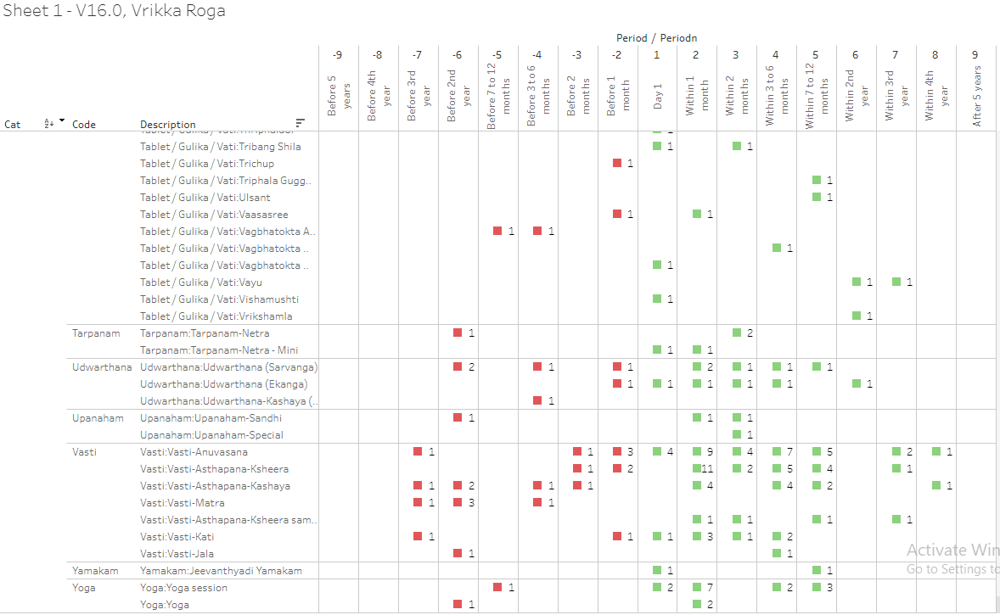 Sheet 1 - V16.0, Vrikka Roga
Period / Periodn
-9 -8 -7 -6 -5 -4 -3 -2 1 2 3 4 5 6 7 8 9
Before 5 years
Before 4th year
Before 3rd year
Before 2nd year
Before 7 to 12 months
Before 3 to 6 months
Before 2 months
Before 1 month
Day 1
Within 1 month
Within 2 months
Within 3 to 6 months
Within 7 to 12 months
Within 2nd year
Within 3rd year
Within 4th year
After 5 years
Cat Code Description
Tablet / Gulika / Vati:Tribang Shila 1 1
Tablet / Gulika / Vati:Trichup 1
Tablet / Gulika / Vati:Triphala Gugg.. 1
Tablet / Gulika / Vati:Ulsant 1
Tablet / Gulika / Vati:Vaasasree 1 1
Tablet / Gulika / Vati:Vagbhatokta A.. 1 1
Tablet / Gulika / Vati:Vagbhatokta .. 1
Tablet / Gulika / Vati:Vagbhatokta .. 1
Tablet / Gulika / Vati:Vayu 1 1
Tablet / Gulika / Vati:Vishamushti 1
Tablet / Gulika / Vati:Vrikshamla 1
Tarpanam Tarpanam:Tarpanam-Netra 1 2
Tarpanam:Tarpanam-Netra - Mini 1 1
Udwarthana Udwarthana:Udwarthana (Sarvanga) 2 1 1 2 1 1 1
Udwarthana:Udwarthana (Ekanga) 1 1 1 1 1 1
Udwarthana:Udwarthana-Kashaya (.. 1
Upanaham Upanaham:Upanaham-Sandhi 1 1 1
Upanaham:Upanaham-Special 1
Vasti Vasti:Vasti-Anuvasana 1 1 3 4 9 4 7 5 2 1
Vasti:Vasti-Asthapana-Ksheera 1 2 11 2 5 4 1
Vasti:Vasti-Asthapana-Kashaya 1 2 1 1 4 4 2 1
Vasti:Vasti-Matra 1 3 1
Vasti:Vasti-Asthapana-Ksheera sam.. 1 1 1 1
Vasti:Vasti-Kati 1 1 1 3 1 2
Vasti:Vasti-Jala 1 1
Activate Win
Yamakam Yamakam:Jeevanthyadi Yamakam 1 1
Go to Settings to
Yoga Yoga:Yoga session 1 2 7 2 3
Yoga:Yoga 1 2